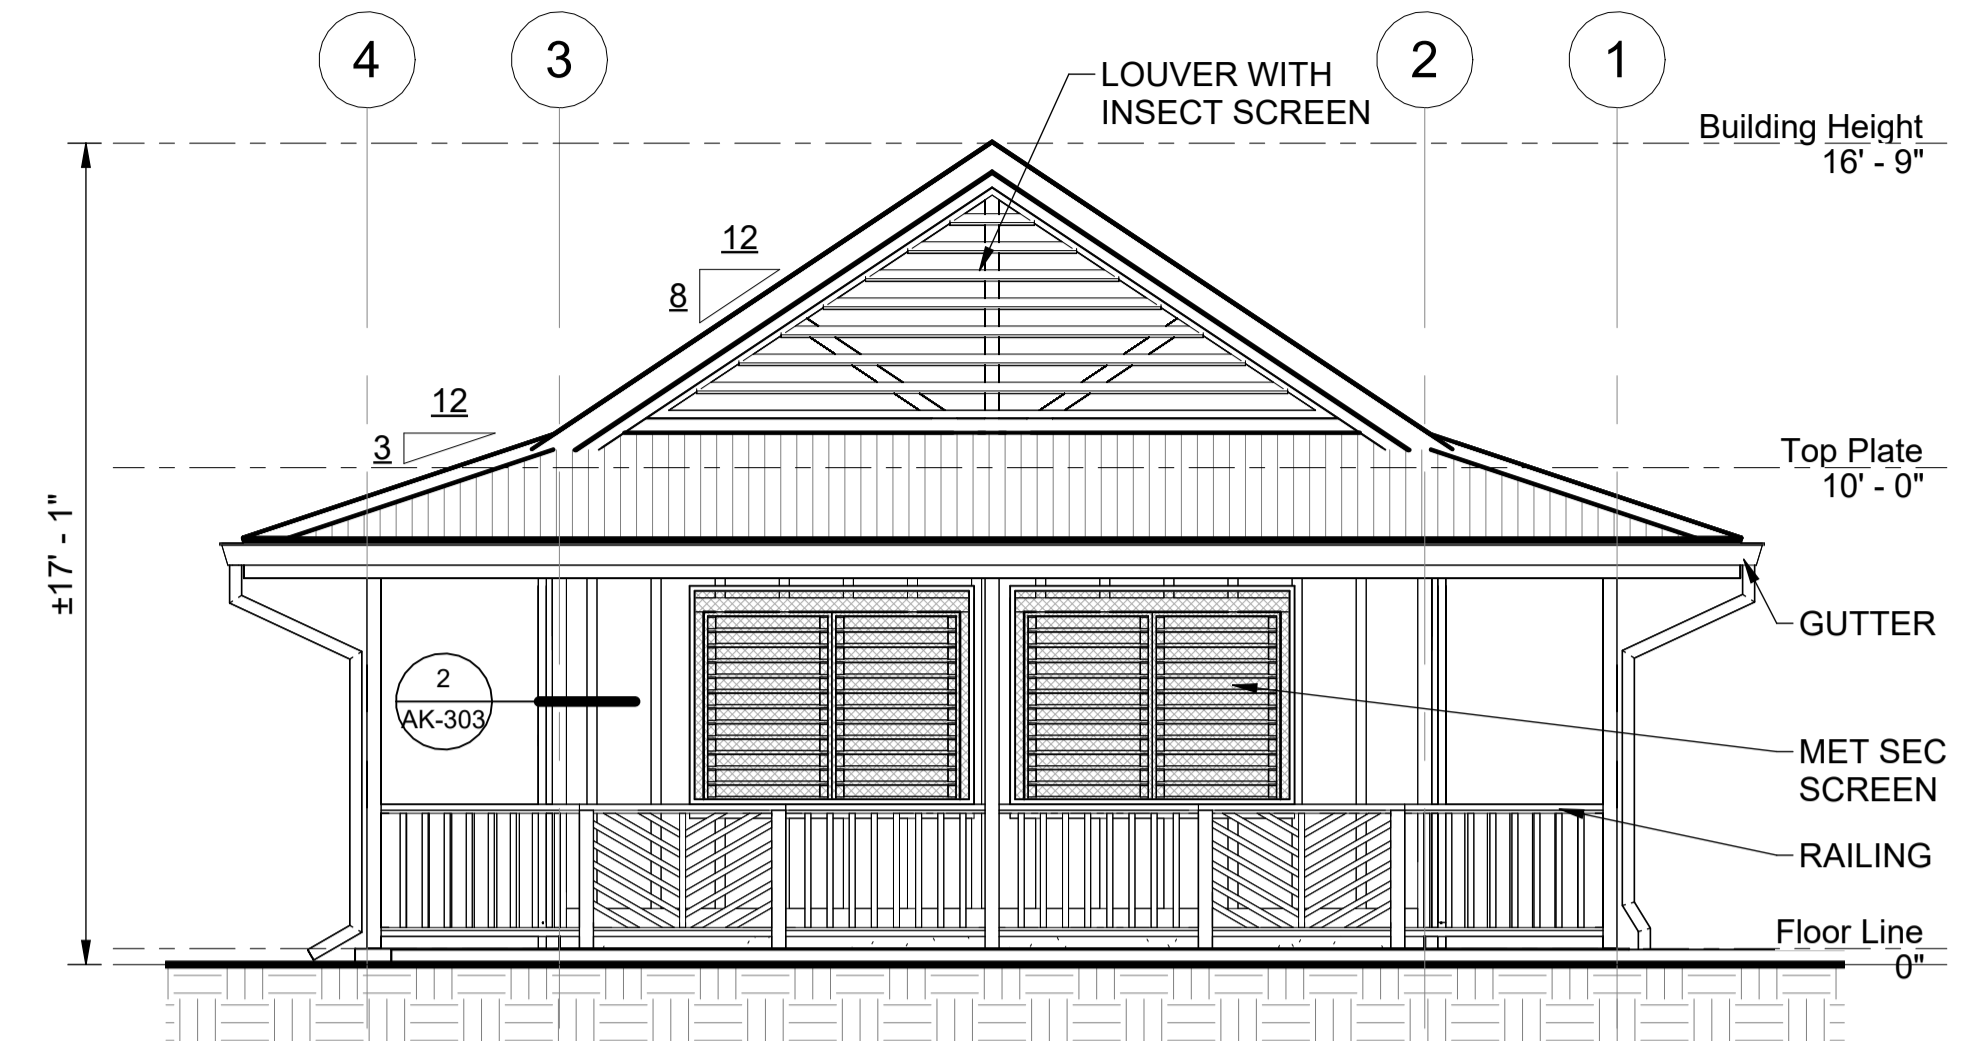 4
3
2
1
LOUVER WITH
INSECT SCREEN
Building Height
16' - 9"
12
8
12
3
Top Plate
10' - 0"
±17' - 1"
GUTTER
2
AK-303
MET SEC
SCREEN
RAILING
Floor Line
0"